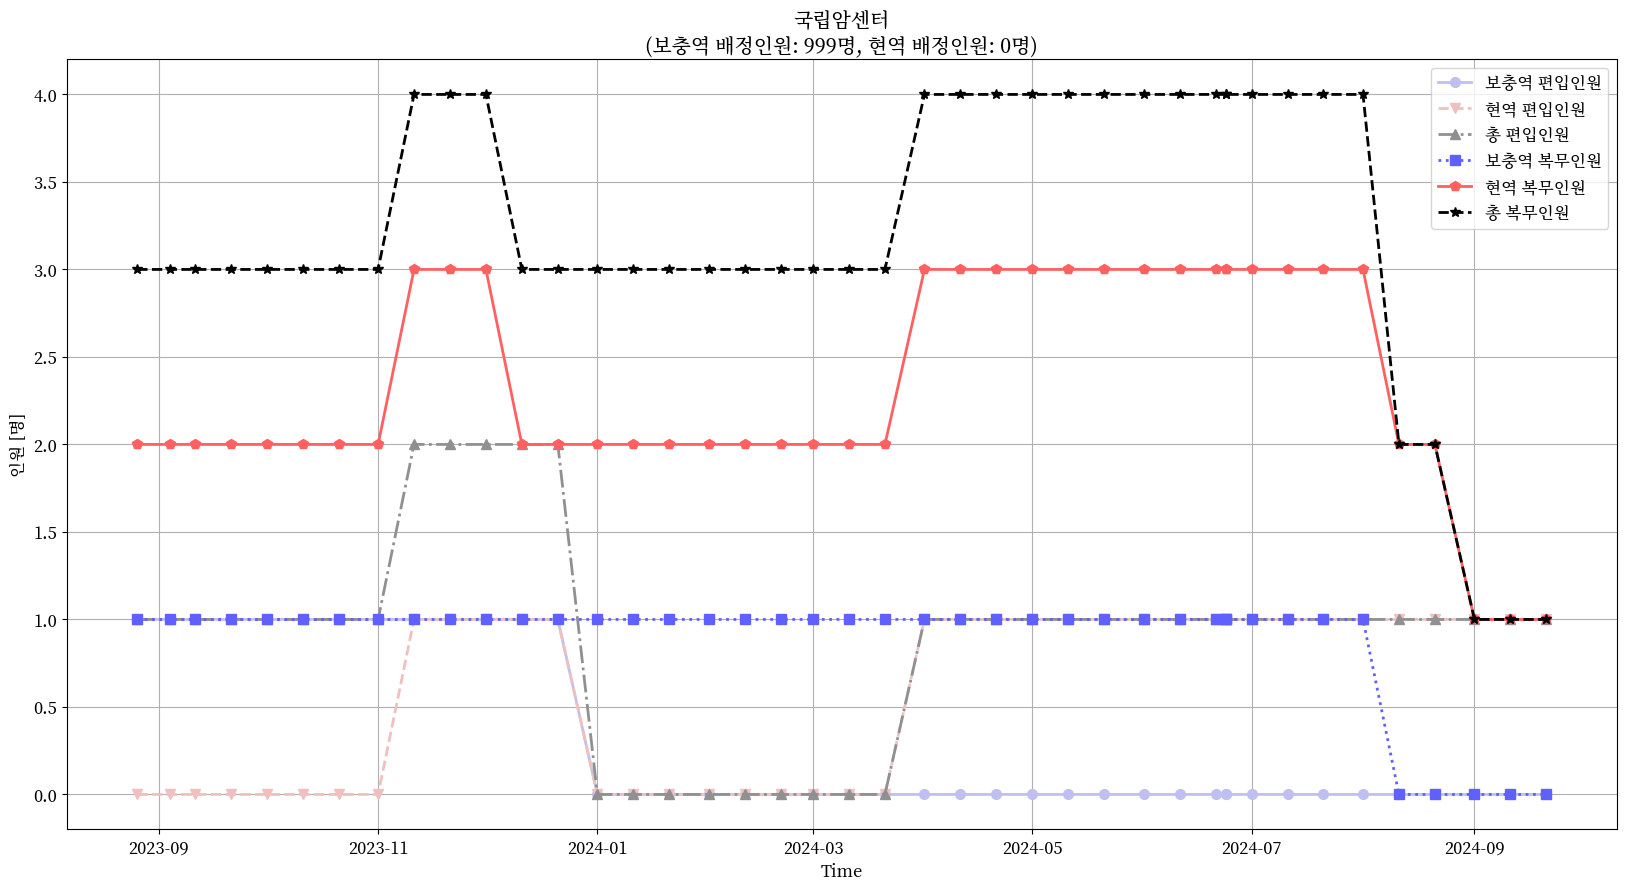 국립암센터
(보충역 배정인원: 999명, 현역 배정인원: 0명)
보충역 편입인원
현역 편입인원
총 편입인원
보충역 복무인원
현역 복무인원
총 복무인원
인원 [명]
4.0
3.5
3.0
2.5
2.0
1.5
1.0
0.5
0.0
2023-09
2023-11
2024-01
2024-03
2024-05
2024-07
2024-09
Time